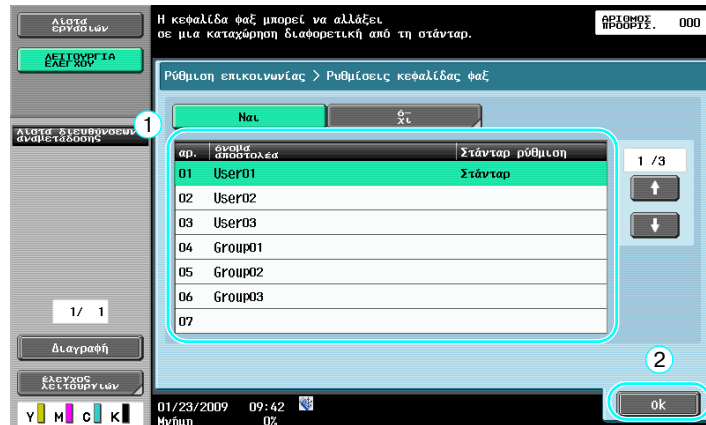 Λίστα
εργασιών
ΛΕΙΤΟΥΡΓΙΑ
ΕΛΕΓΧΟΥ
Λίστα διευθύνσεων
αναμετάδοσης
1/ 1
Διαγραφή
έλεγχος
λειτουργιών
Y M C K
Η κεφαλίδα φαξ μπορεί να αλλάξει
σε μια καταχώρηση διαφορετική από τη στάνταρ.
ΑΡΙΘΜΟΣ
ΠΡΟΟΡΙΣ. 000
Ρύθμιση επικοινωνίας > Ρυθμίσεις κεφαλίδας φαξ
1
Ναι
ό-
χι
αρ. όνομα
αποστολέα Στάνταρ ρύθμιση
01 User01 Στάνταρ
02 User02
03 User03
04 Group01
05 Group02
06 Group03
07
1 /3
2
ok
01/23/2009 09:42
Μνήμη 0%